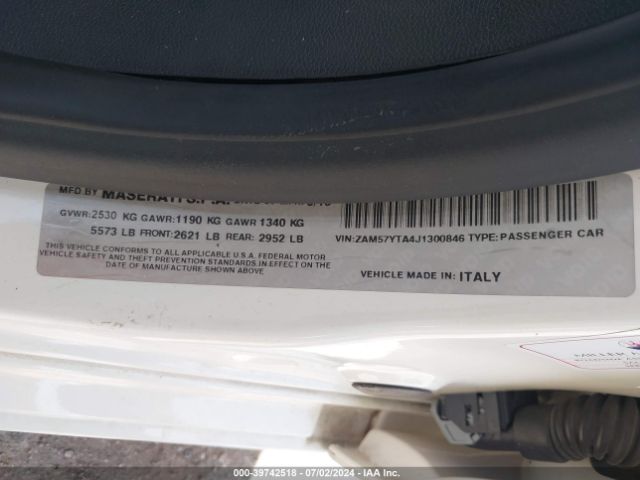 MFD BY MASERATI S.P.A.
GVWR:2530 KG GAWR:1190 KG GAWR 1340 KG
5573 LB FRONT:2621 LB REAR: 2952 LB
THIS VEHICLE CONFORMS TO ALL APPLICABLE U.S.A. FEDERAL MOTOR
VEHICLE SAFETY AND THEFT PREVENTION STANDARDS IN EFFECT ON THE
DATE OF MANUFACTURE SHOWN ABOVE
VIN:ZAM57YTA4J1300846 TYPE:PASSENGER CAR
VEHICLE MADE IN: ITALY
MILLER
000-39742518 - 07/02/2024 - IAA Inc.